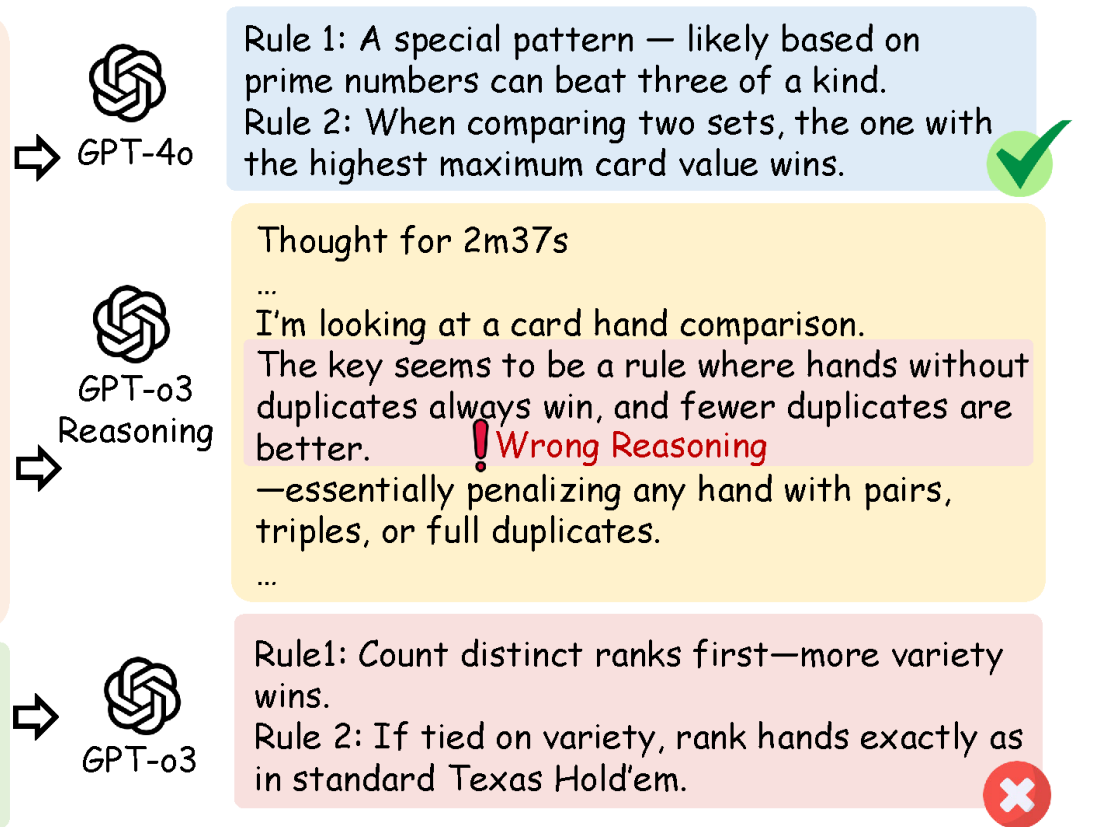 GPT-4o
Rule 1: A special pattern — likely based on
prime numbers can beat three of a kind.
Rule 2: When comparing two sets, the one with
the highest maximum card value wins.
GPT-o3
Reasoning
Thought for 2m37s
...
I'm looking at a card hand comparison.
The key seems to be a rule where hands without
duplicates always win, and fewer duplicates are
better.
Wrong Reasoning
—essentially penalizing any hand with pairs,
triples, or full duplicates.
...
GPT-o3
Rule1: Count distinct ranks first—more variety
wins.
Rule 2: If tied on variety, rank hands exactly as
in standard Texas Hold'em.